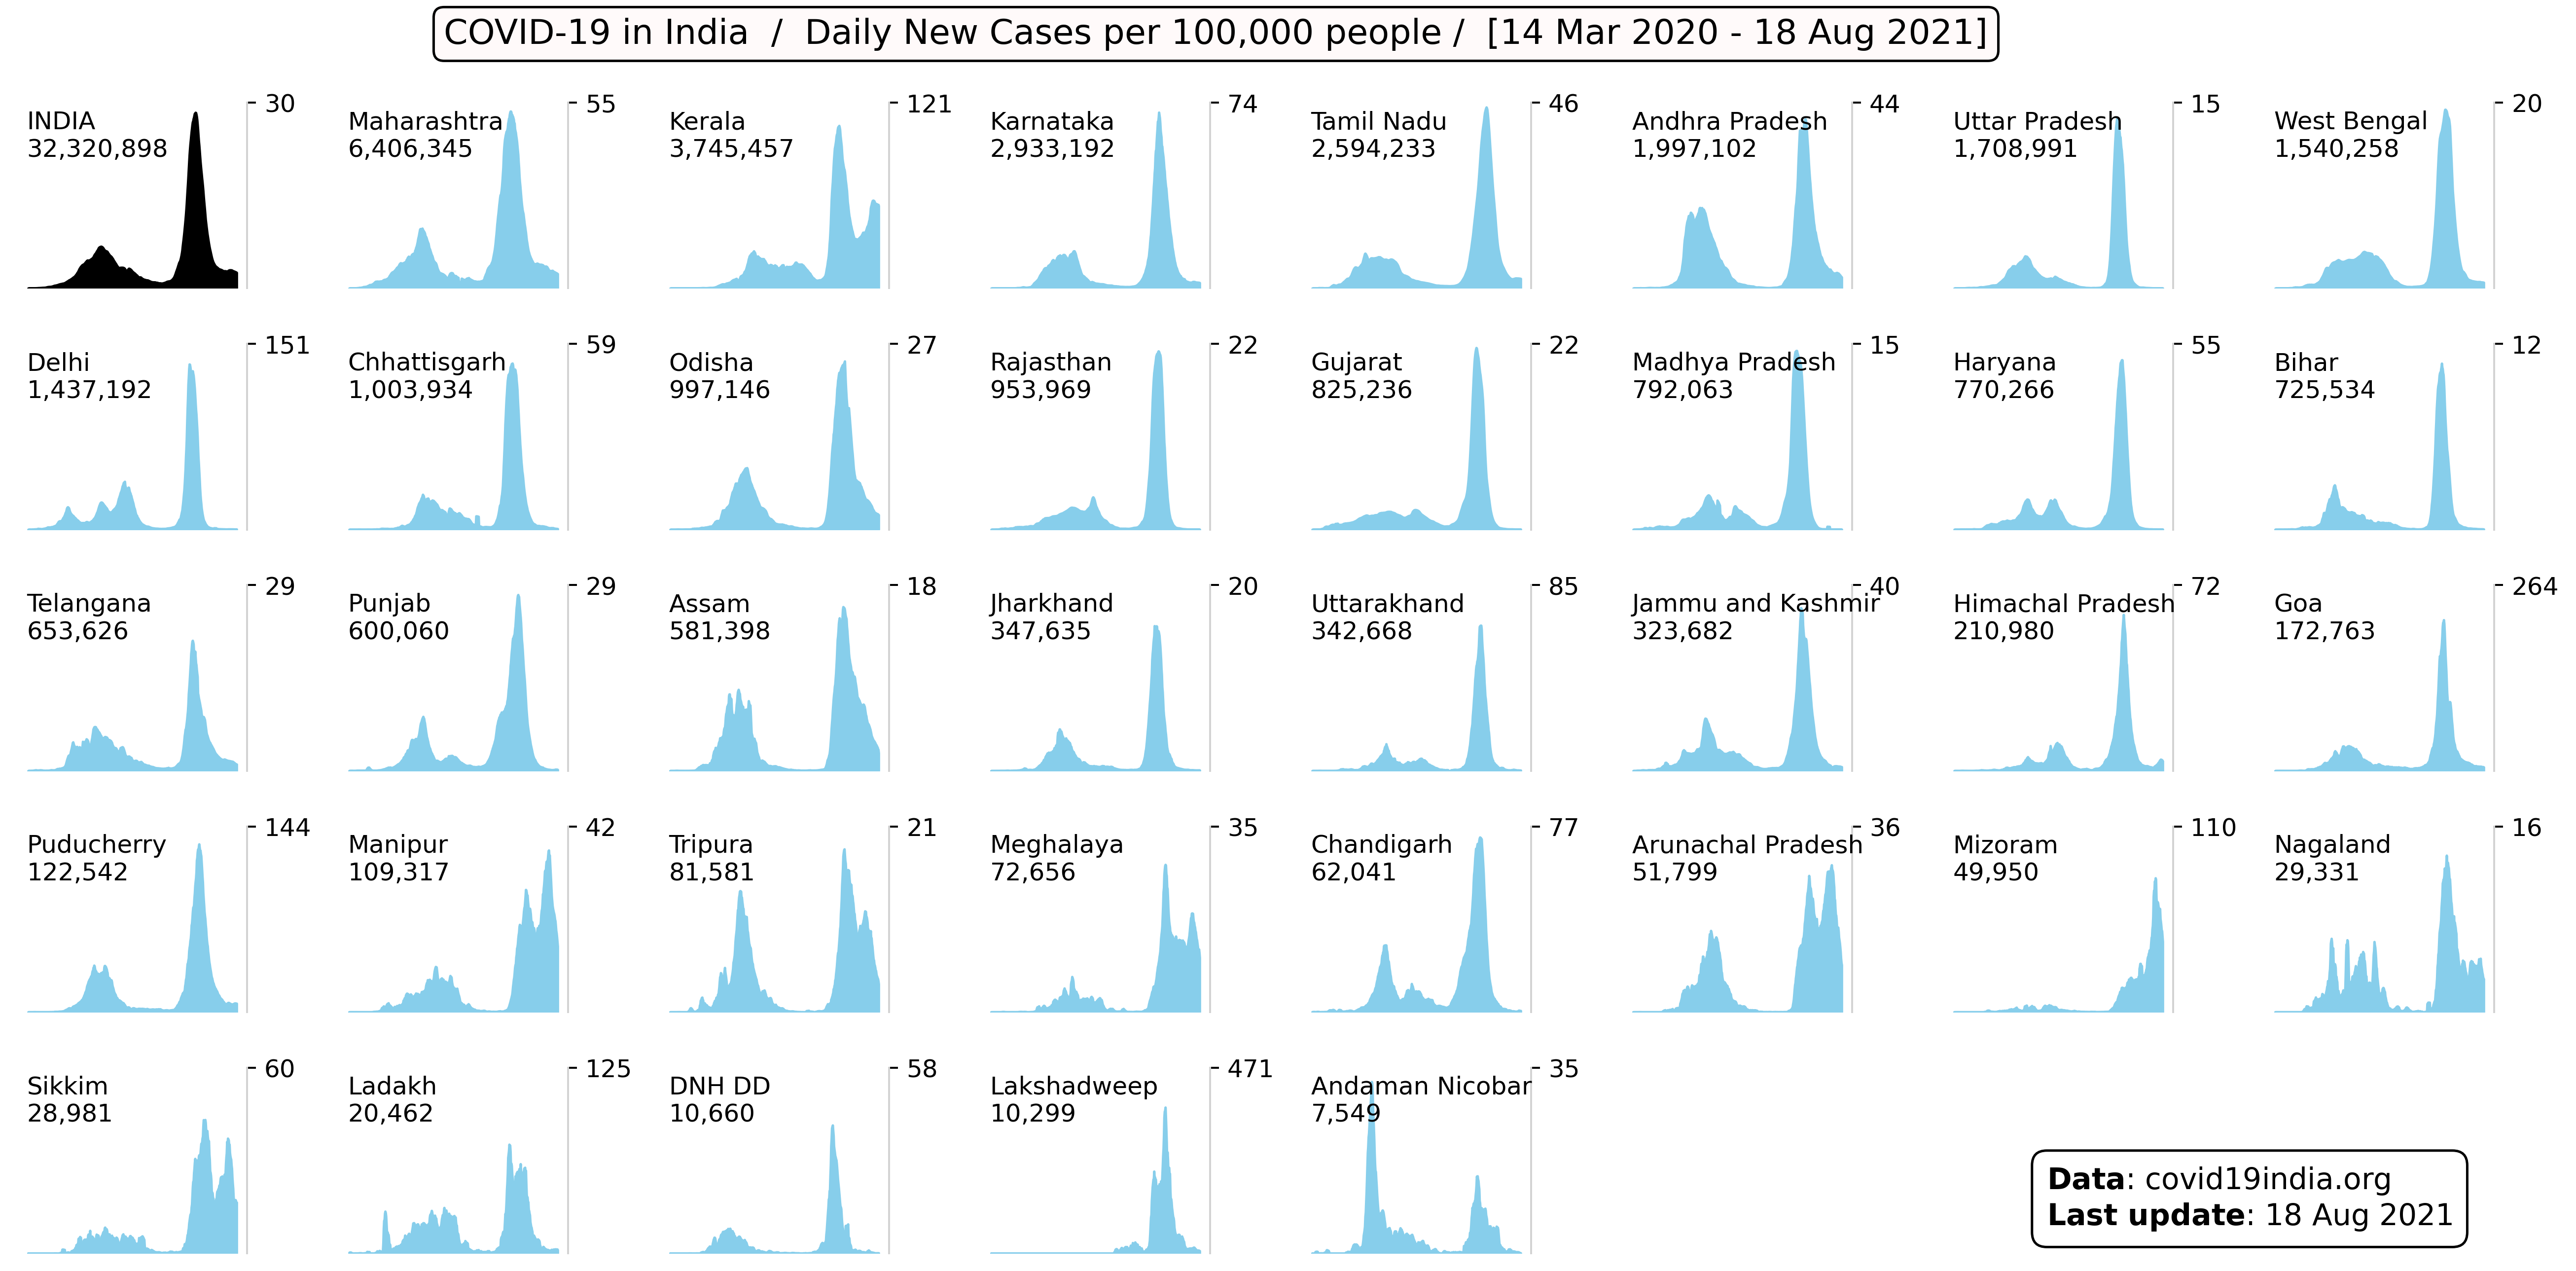 COVID-19 in India / Daily New Cases per 100,000 people / [14 Mar 2020 - 18 Aug 2021]
INDIA
32,320,898
30
Maharashtra
6,406,345
55
Kerala
3,745,457
121
Karnataka
2,933,192
74
Tamil Nadu
2,594,233
46
Andhra Pradesh
1,997,102
44
Uttar Pradesh
1,708,991
15
West Bengal
1,540,258
20
Delhi
1,437,192
151
Chhattisgarh
1,003,934
59
Odisha
997,146
27
Rajasthan
953,969
22
Gujarat
825,236
22
Madhya Pradesh
792,063
15
Haryana
770,266
55
Bihar
725,534
12
Telangana
653,626
29
Punjab
600,060
29
Assam
581,398
18
Jharkhand
347,635
20
Uttarakhand
342,668
85
Jammu and Kashmir
323,682
40
Himachal Pradesh
210,980
72
Goa
172,763
264
Puducherry
122,542
144
Manipur
109,317
42
Tripura
81,581
21
Meghalaya
72,656
35
Chandigarh
62,041
77
Arunachal Pradesh
51,799
36
Mizoram
49,950
110
Nagaland
29,331
16
Sikkim
28,981
60
Ladakh
20,462
125
DNH DD
10,660
58
Lakshadweep
10,299
471
Andaman Nicobar
7,549
35
Data: covid19india.org
Last update: 18 Aug 2021